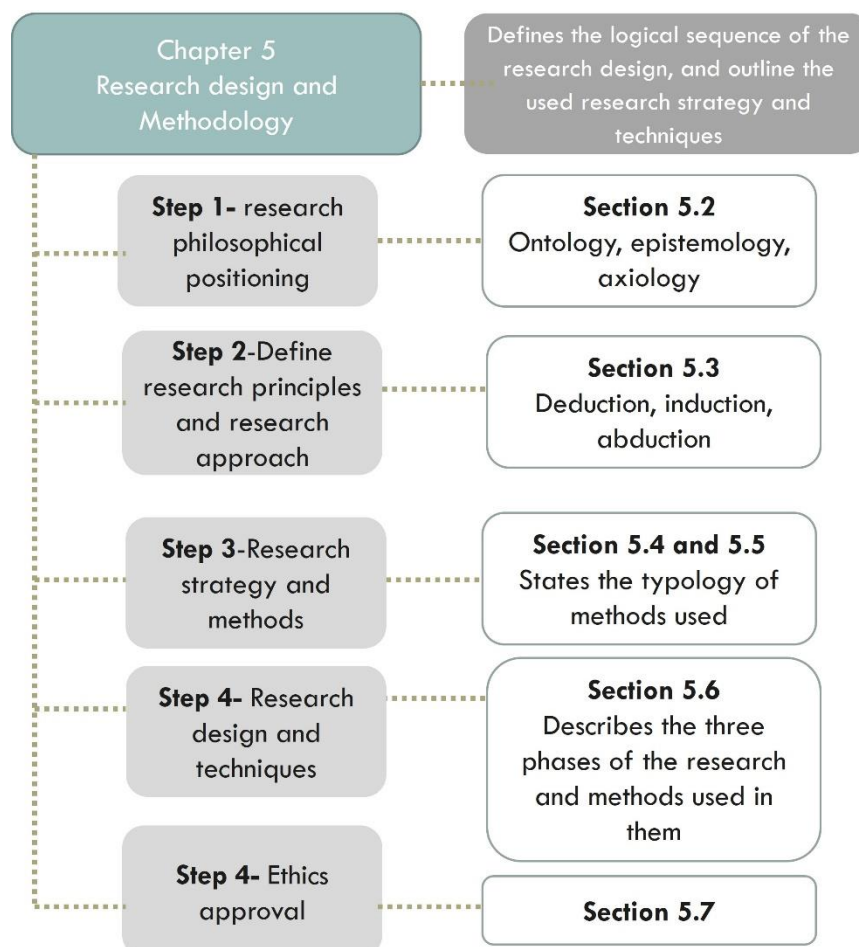 Chapter 5
Research design and
Methodology
Defines the logical sequence of the
research design, and outline the
used research strategy and
techniques
Step 1- research
philosophical
positioning
Section 5.2
Ontology, epistemology,
axiology
Step 2-Define
research principles
and research
approach
Section 5.3
Deduction, induction,
abduction
Step 3-Research
strategy and
methods
Section 5.4 and 5.5
States the typology of
methods used
Step 4- Research
design and
techniques
Section 5.6
Describes the three
phases of the research
and methods used in
them
Step 4- Ethics
approval
Section 5.7